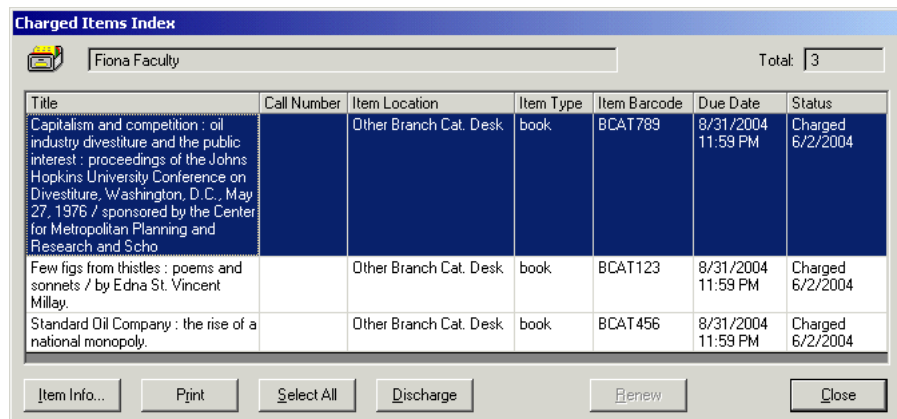 Charged Items Index
Fiona Faculty
Total: 3
Title Call Number Item Location Item Type Item Barcode Due Date Status
Capitalism and competition : oil Other Branch Cat. Desk book BCAT789 8/31/2004 Charged
industry divestiture and the public 11:59 PM 6/2/2004
interest : proceedings of the Johns
Hopkins University Conference on
Divestiture, Washington, D.C., May
27, 1976 / sponsored by the Center
for Metropolitan Planning and
Research and Scho
Few figs from thistles : poems and Other Branch Cat. Desk book BCAT123 8/31/2004 Charged
sonnets / by Edna St. Vincent 11:59 PM 6/2/2004
Millay.
Standard Oil Company : the rise of a Other Branch Cat. Desk book BCAT456 8/31/2004 Charged
national monopoly. 11:59 PM 6/2/2004
Item Info... Print Select All Discharge Renew Close